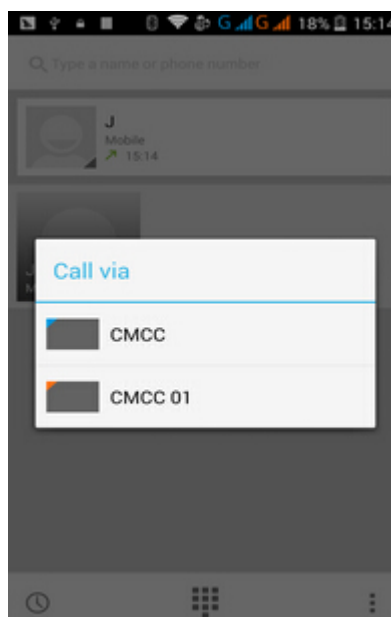 G G 18% 15:14
Type a name or phone number
J
Mobile
15:14
J
M
Call via
CMCC
CMCC 01